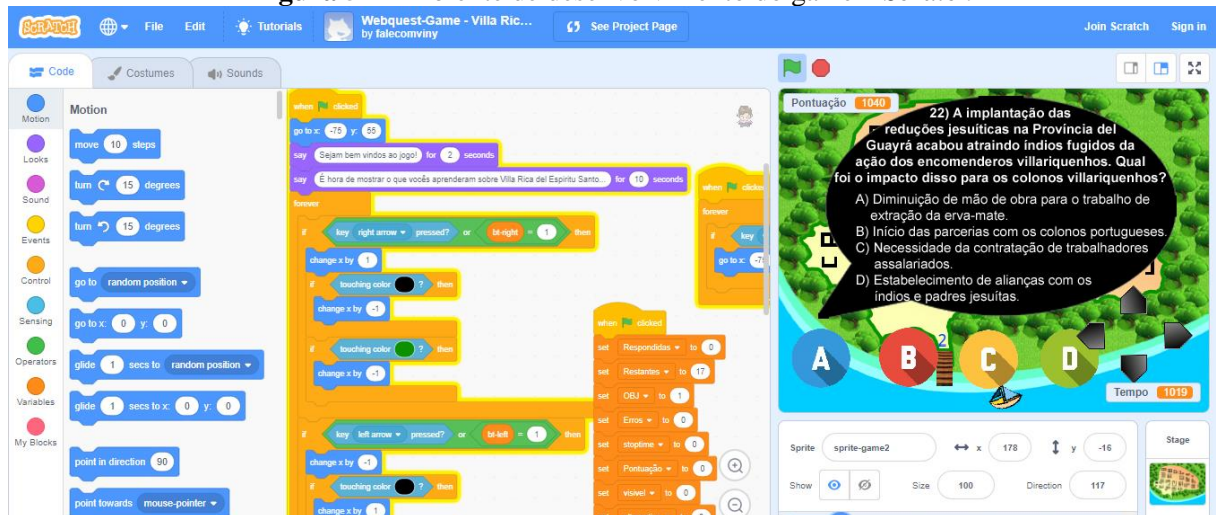 SCRATCH File Edit Tutorials Webquest-Game - Villa Ric... by falecomviny See Project Page Join Scratch Sign in
Code Costumes Sounds
Motion
Looks
Sound
Events
Control
Sensing
Operators
Variables
My Blocks
Motion
move 10 steps
turn 15 degrees
turn 15 degrees
go to random position
go to x: 0 y: 0
glide 1 secs to random position
glide 1 secs to x: 0 y: 0
point in direction 90
point towards mouse-pointer
when clicked
go to x: -75 y: 55
say Sejam bem vindos ao jogo! for 2 seconds
say É hora de mostrar o que vocês aprenderam sobre Villa Rica del Espiritu Santo... for 10 seconds
forever
if key right arrow pressed? or bt-right = 1 then
change x by 1
if touching color ? then
change x by -1
if touching color ? then
change x by -1
if key left arrow pressed? or bt-left = 1 then
change x by -1
if touching color ? then
change x by 1
when clicked
forever
if key
go to x:
when clicked
set Respondidas to 0
set Restantes to 17
set OBJ to 1
set Erros to 0
set stoptime to 0
set Pontuação to 0
set visivel to 0
Pontuação 1040
22) A implantação das
reduções jesuíticas na Província del
Guayrá acabou atraindo índios fugidos da
ação dos encomenderos villariquenhos. Qual
foi o impacto disso para os colonos villariquenhos?
A) Diminuição de mão de obra para o trabalho de
extração da erva-mate.
B) Início das parcerias com os colonos portugueses.
C) Necessidade da contratação de trabalhadores
assalariados.
D) Estabelecimento de alianças com os
índios e padres jesuítas.
2
A B C D
Tempo 1019
Sprite sprite-game2 x 178 y -16
Show Size 100 Direction 117
Stage